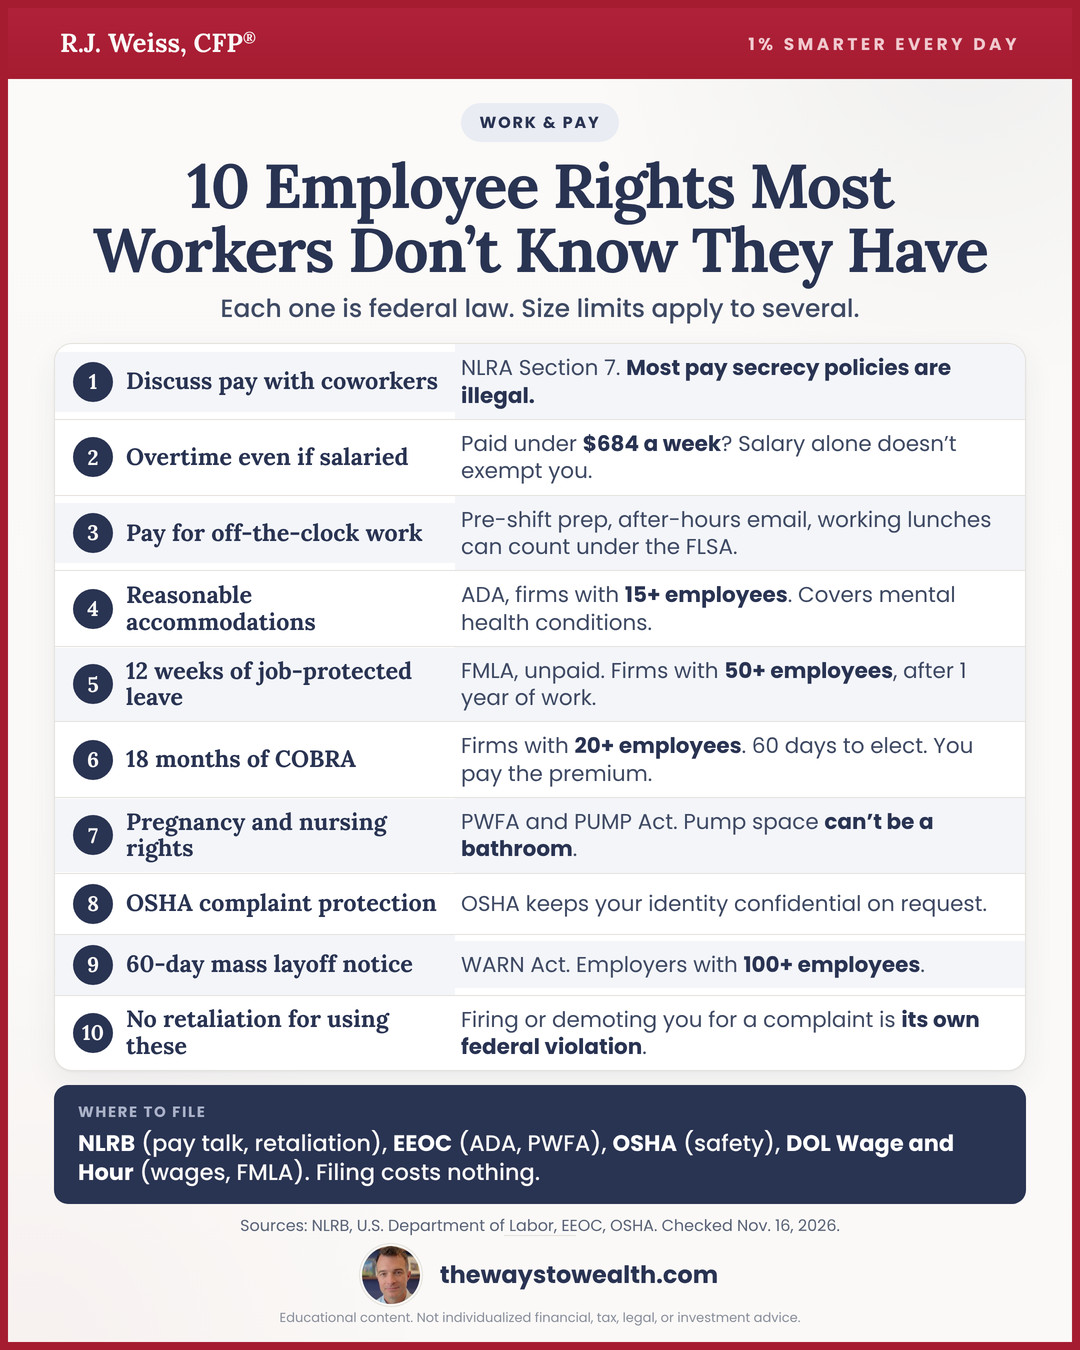 R.J. Weiss, CFP®
1% SMARTER EVERY DAY
WORK & PAY
10 Employee Rights Most
Workers Don't Know They Have
Each one is federal law. Size limits apply to several.
1 Discuss pay with coworkers
NLRA Section 7. Most pay secrecy policies are
illegal.
2 Overtime even if salaried
Paid under $684 a week? Salary alone doesn't
exempt you.
3 Pay for off-the-clock work
Pre-shift prep, after-hours email, working lunches
can count under the FLSA.
4 Reasonable
accommodations
ADA, firms with 15+ employees. Covers mental
health conditions.
5 12 weeks of job-protected
leave
FMLA, unpaid. Firms with 50+ employees, after 1
year of work.
6 18 months of COBRA
Firms with 20+ employees. 60 days to elect. You
pay the premium.
7 Pregnancy and nursing
rights
PWFA and PUMP Act. Pump space can't be a
bathroom.
8 OSHA complaint protection
OSHA keeps your identity confidential on request.
9 60-day mass layoff notice
WARN Act. Employers with 100+ employees.
10 No retaliation for using
these
Firing or demoting you for a complaint is its own
federal violation.
WHERE TO FILE
NLRB (pay talk, retaliation), EEOC (ADA, PWFA), OSHA (safety), DOL Wage and
Hour (wages, FMLA). Filing costs nothing.
Sources: NLRB, U.S. Department of Labor, EEOC, OSHA. Checked Nov. 16, 2026.
thewaystowealth.com
Educational content. Not individualized financial, tax, legal, or investment advice.